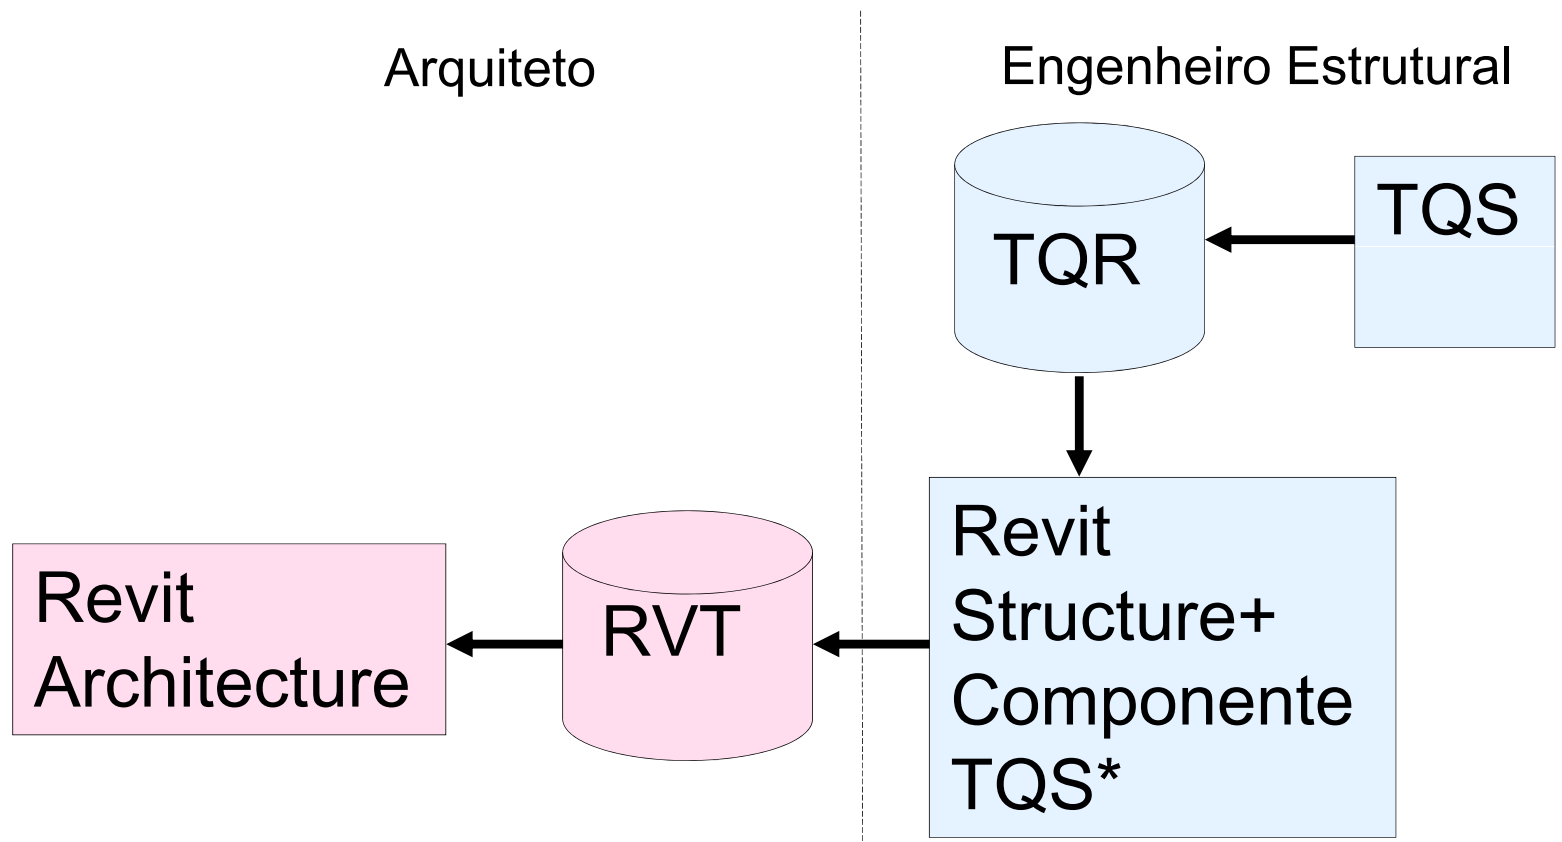 Arquiteto
Engenheiro Estrutural
TQR
TQS
Revit
Structure+
Componente
TQS*
RVT
Revit
Architecture